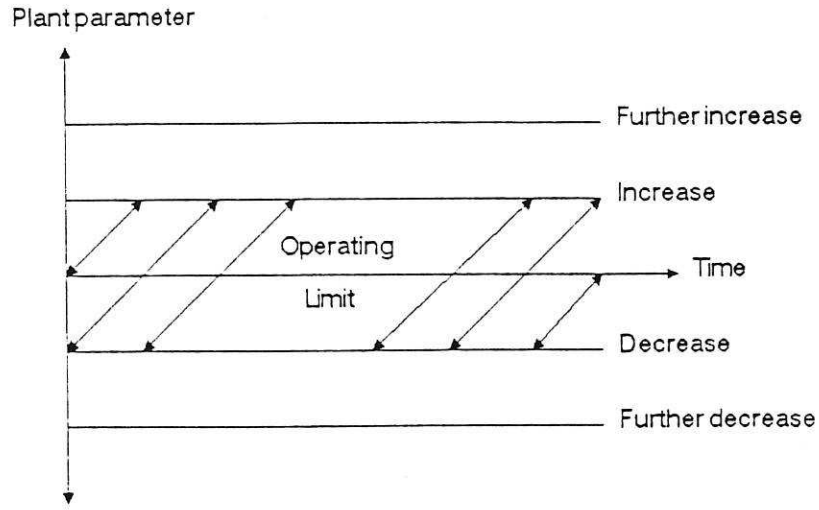 Plant parameter
Further increase
Increase
Operating
Time
Limit
Decrease
Further decrease